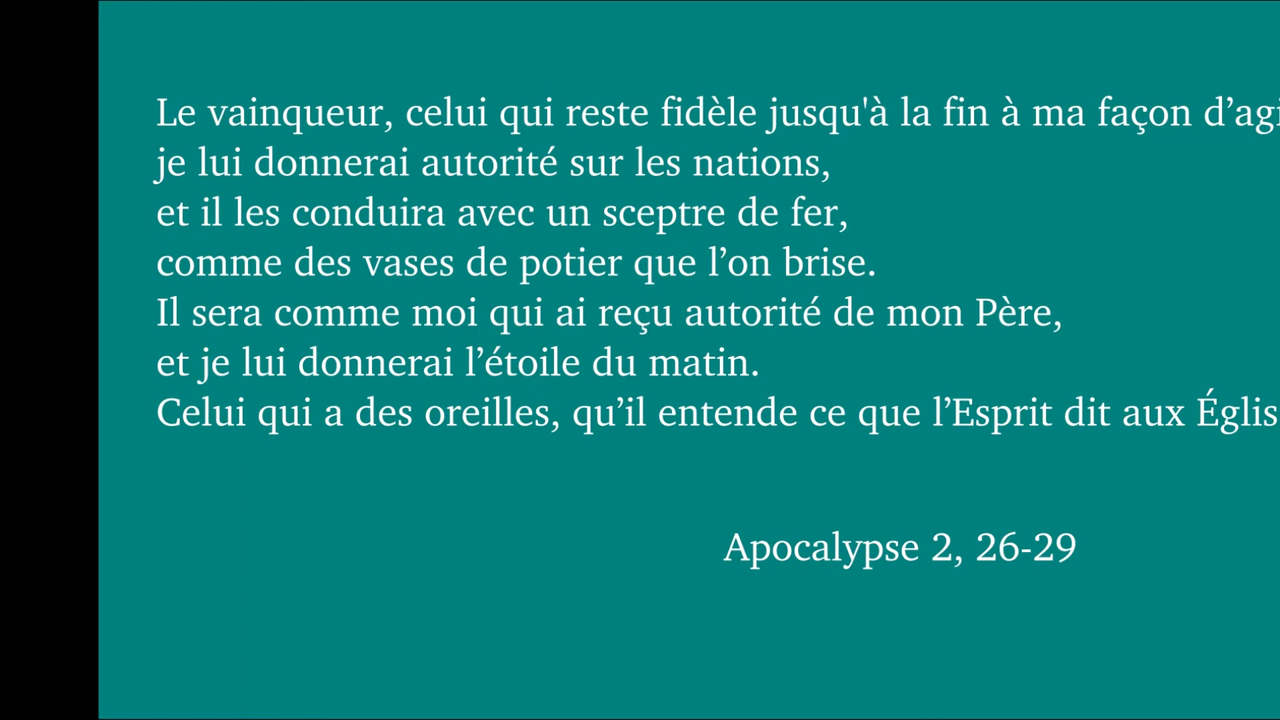 Le vainqueur, celui qui reste fidèle jusqu'à la fin à ma façon d’agi
je lui donnerai autorité sur les nations,
et il les conduira avec un sceptre de fer,
comme des vases de potier que l’on brise.
Il sera comme moi qui ai reçu autorité de mon Père,
et je lui donnerai l’étoile du matin.
Celui qui a des oreilles, qu’il entende ce que l’Esprit dit aux Églis
Apocalypse 2, 26-29